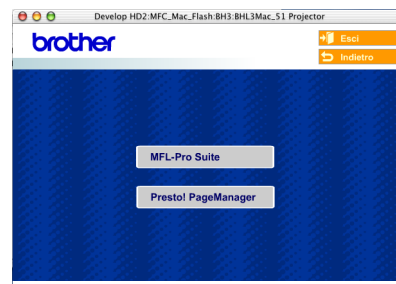 Develop HD2:MFC_Mac_Flash:BH3:BHL3Mac_51 Projector
brother
Esci
Indietro
MFL-Pro Suite
Presto! PageManager